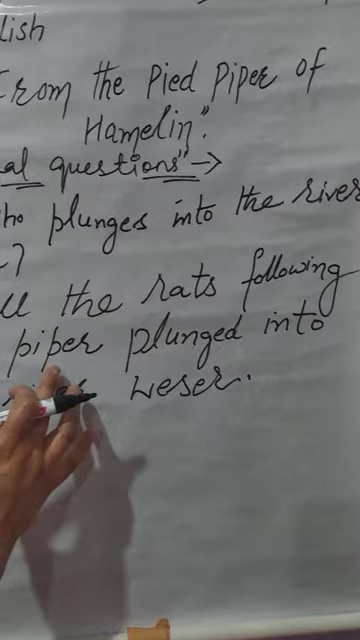 lish
From the Pied Piper of
Hamelin".
al questions" →
ho plunges into the river
-?
ll the rats following
piper plunged into
Weser.